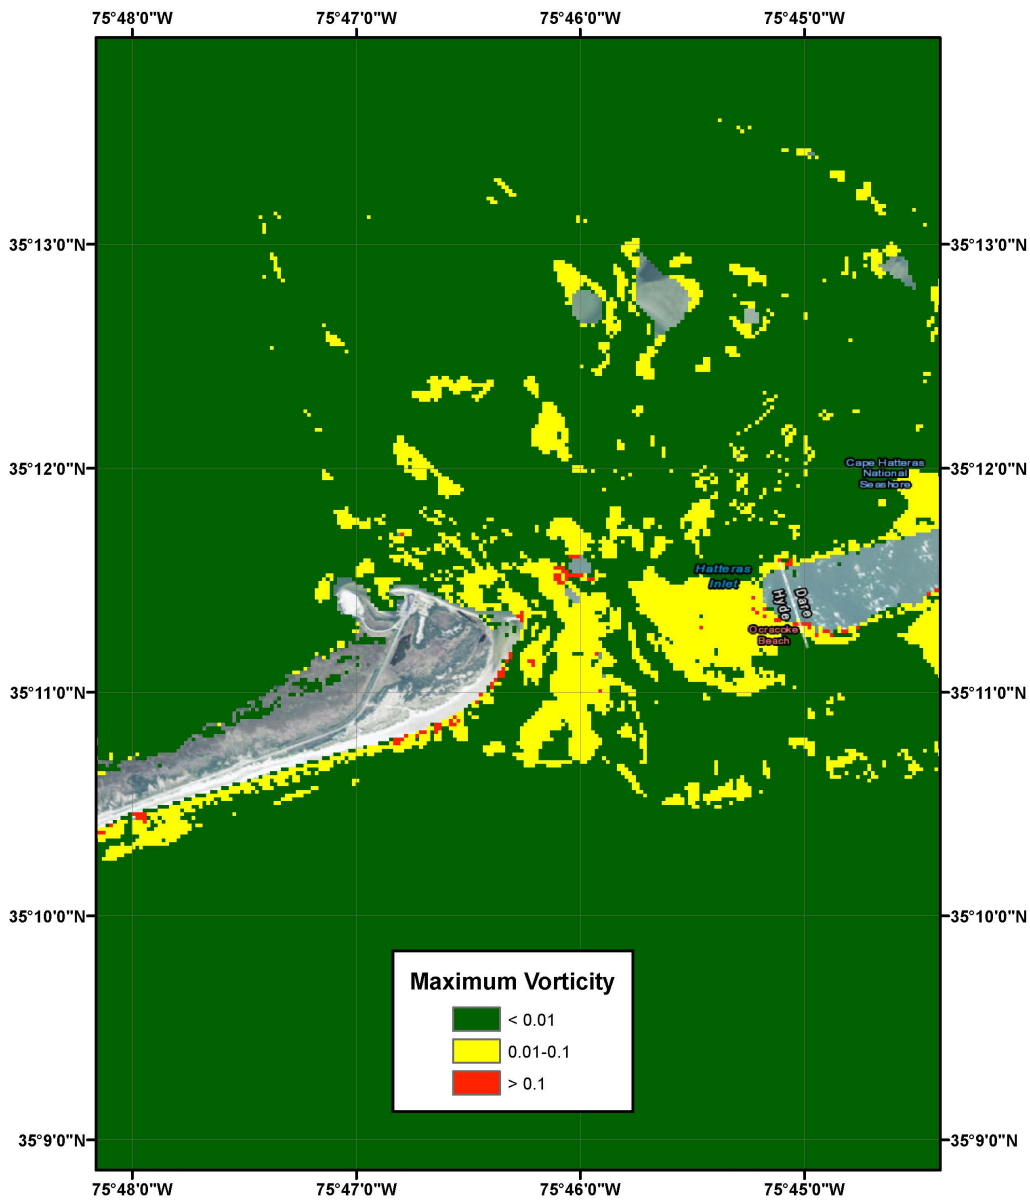 75°48'0"W 75°47'0"W 75°46'0"W 75°45'0"W
35°13'0"N 35°13'0"N
Cape Hatteras
National
Seashore
35°12'0"N 35°12'0"N
Hatteras
Inlet
Hyde Dare
Ocracoke
Beach
35°11'0"N 35°11'0"N
35°10'0"N 35°10'0"N
Maximum Vorticity
< 0.01
0.01-0.1
> 0.1
35°9'0"N 35°9'0"N
75°48'0"W 75°47'0"W 75°46'0"W 75°45'0"W